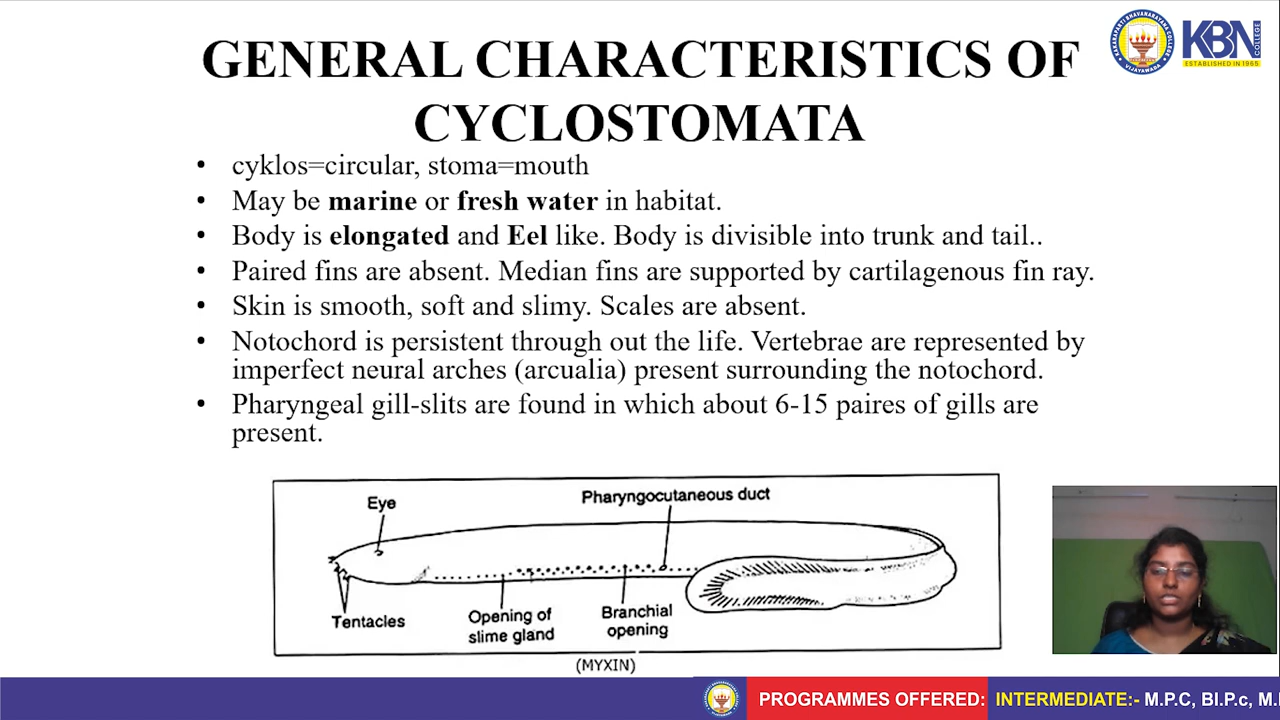 KAKARAPARTI BHAVANARAYANA COLLEGE
VIJAYAWADA
KBN
COLLEGE
ESTABLISHED IN 1965
GENERAL CHARACTERISTICS OF
CYCLOSTOMATA
• cyklos=circular, stoma=mouth
• May be marine or fresh water in habitat.
• Body is elongated and Eel like. Body is divisible into trunk and tail..
• Paired fins are absent. Median fins are supported by cartilagenous fin ray.
• Skin is smooth, soft and slimy. Scales are absent.
• Notochord is persistent through out the life. Vertebrae are represented by
imperfect neural arches (arcualia) present surrounding the notochord.
• Pharyngeal gill-slits are found in which about 6-15 paires of gills are
present.
Eye
Pharyngocutaneous duct
Tentacles
Opening of
slime gland
Branchial
opening
(MYXIN)
PROGRAMMES OFFERED: INTERMEDIATE:- M.P.C, BI.P.c, M.